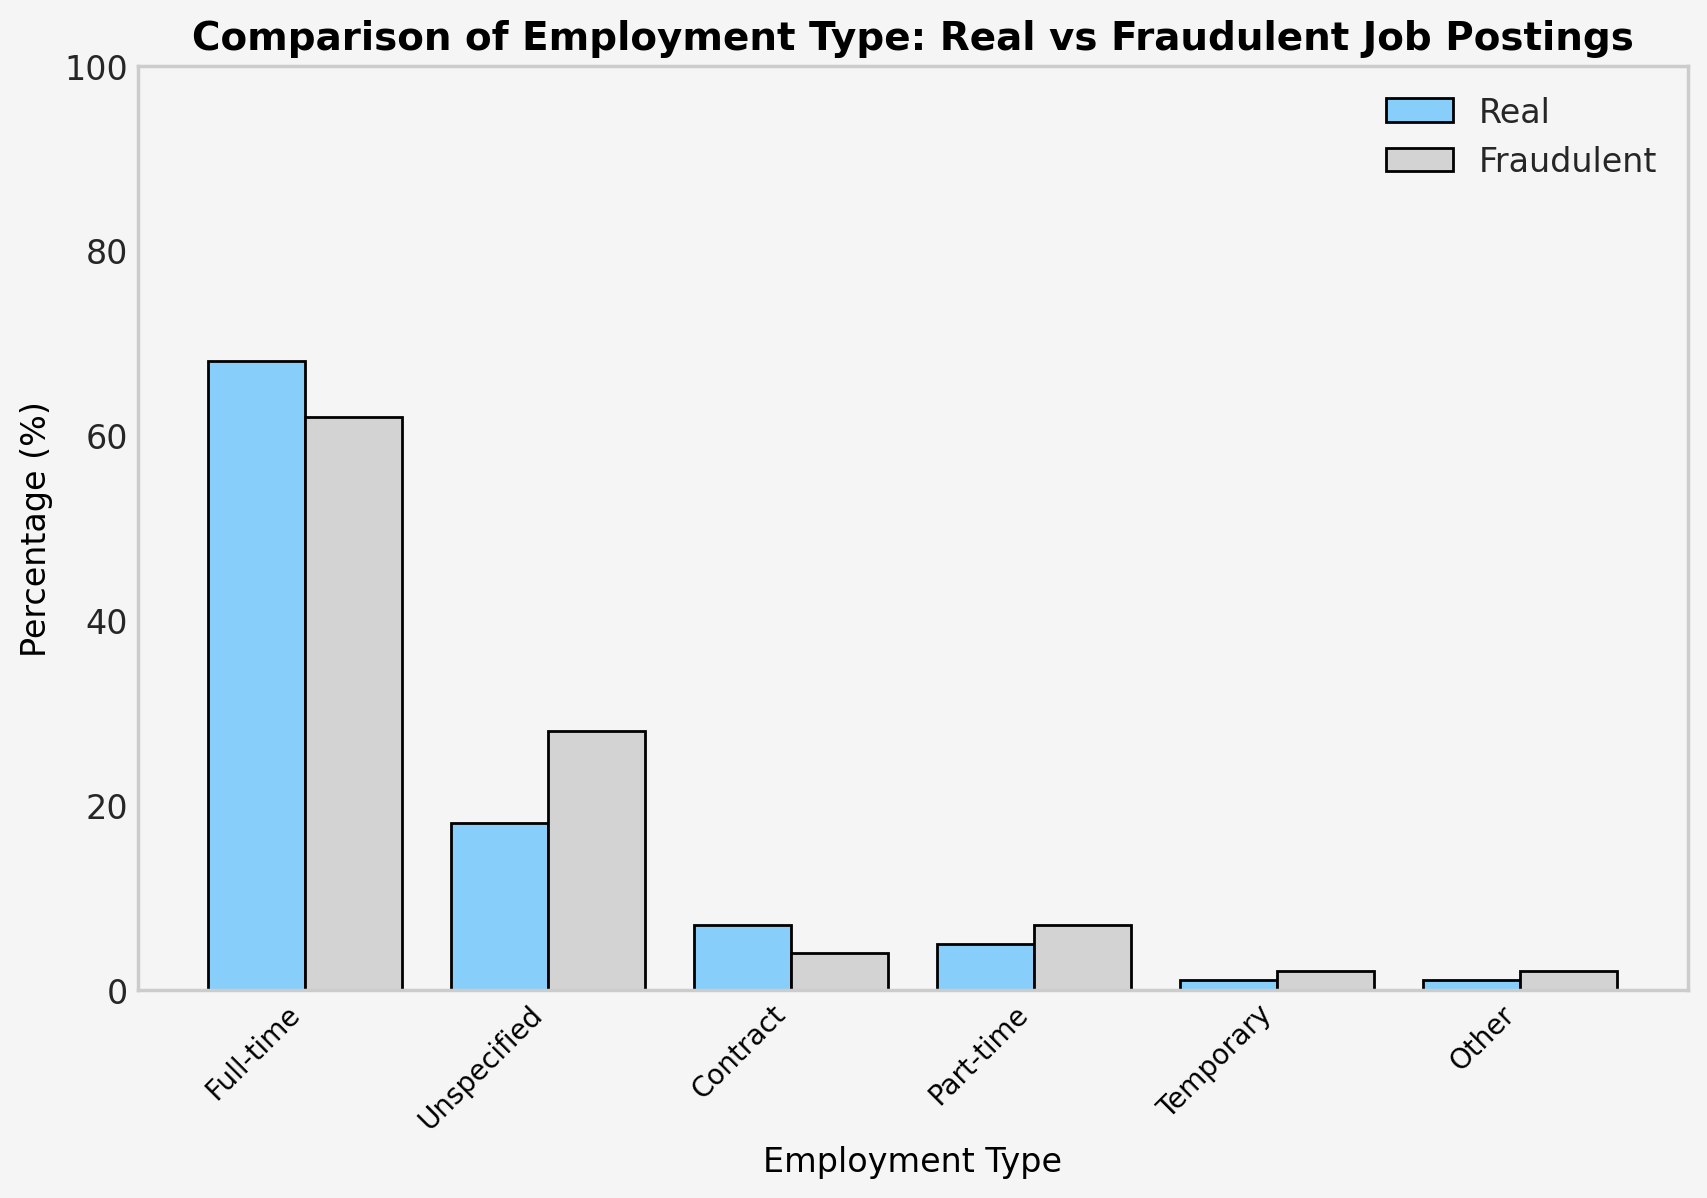 Comparison of Employment Type: Real vs Fraudulent Job Postings
Real
Fraudulent
Percentage (%)
100
80
60
40
20
0
Full-time
Unspecified
Contract
Part-time
Temporary
Other
Employment Type